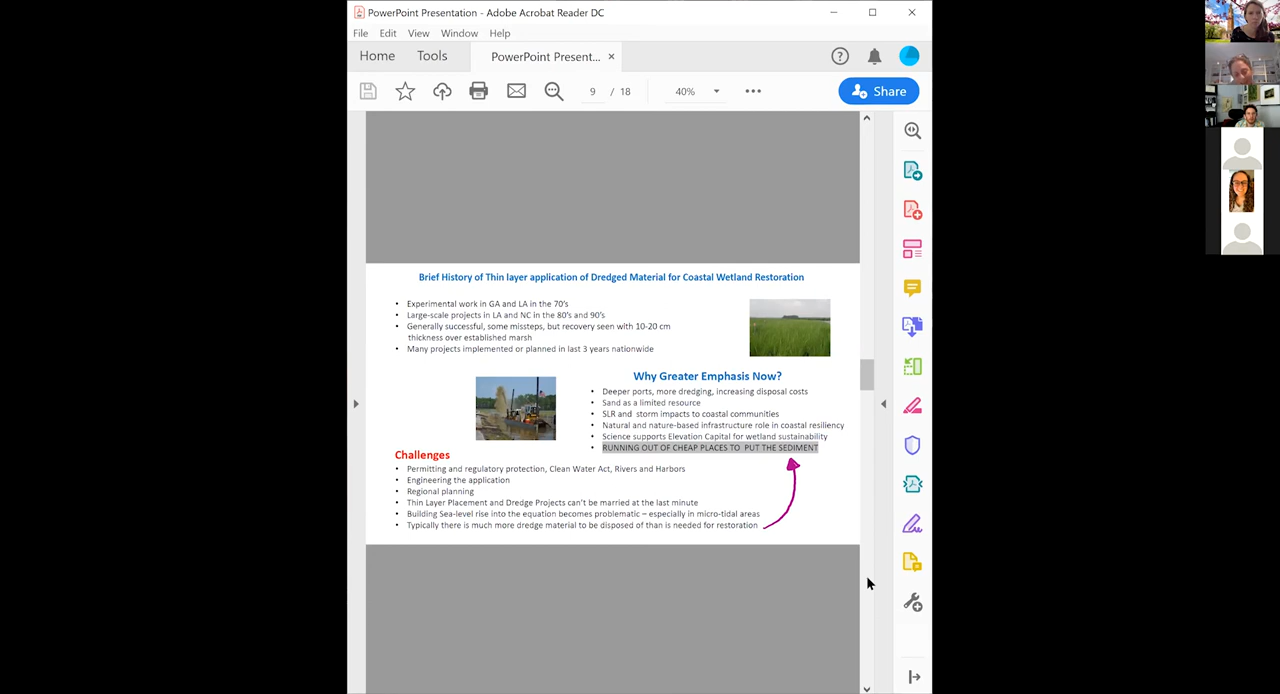 PowerPoint Presentation - Adobe Acrobat Reader DC
File Edit View Window Help
Home Tools PowerPoint Present... ×
9 / 18 40% Share
Brief History of Thin layer application of Dredged Material for Coastal Wetland Restoration
• Experimental work in GA and LA in the 70's
• Large-scale projects in LA and NC in the 80's and 90's
• Generally successful, some missteps, but recovery seen with 10-20 cm
thickness over established marsh
• Many projects implemented or planned in last 3 years nationwide
Why Greater Emphasis Now?
• Deeper ports, more dredging, increasing disposal costs
• Sand as a limited resource
• SLR and storm impacts to coastal communities
• Natural and nature-based infrastructure role in coastal resiliency
• Science supports Elevation Capital for wetland sustainability
• RUNNING OUT OF CHEAP PLACES TO PUT THE SEDIMENT
Challenges
• Permitting and regulatory protection, Clean Water Act, Rivers and Harbors
• Engineering the application
• Regional planning
• Thin Layer Placement and Dredge Projects can't be married at the last minute
• Building Sea-level rise into the equation becomes problematic – especially in micro-tidal areas
• Typically there is much more dredge material to be disposed of than is needed for restoration